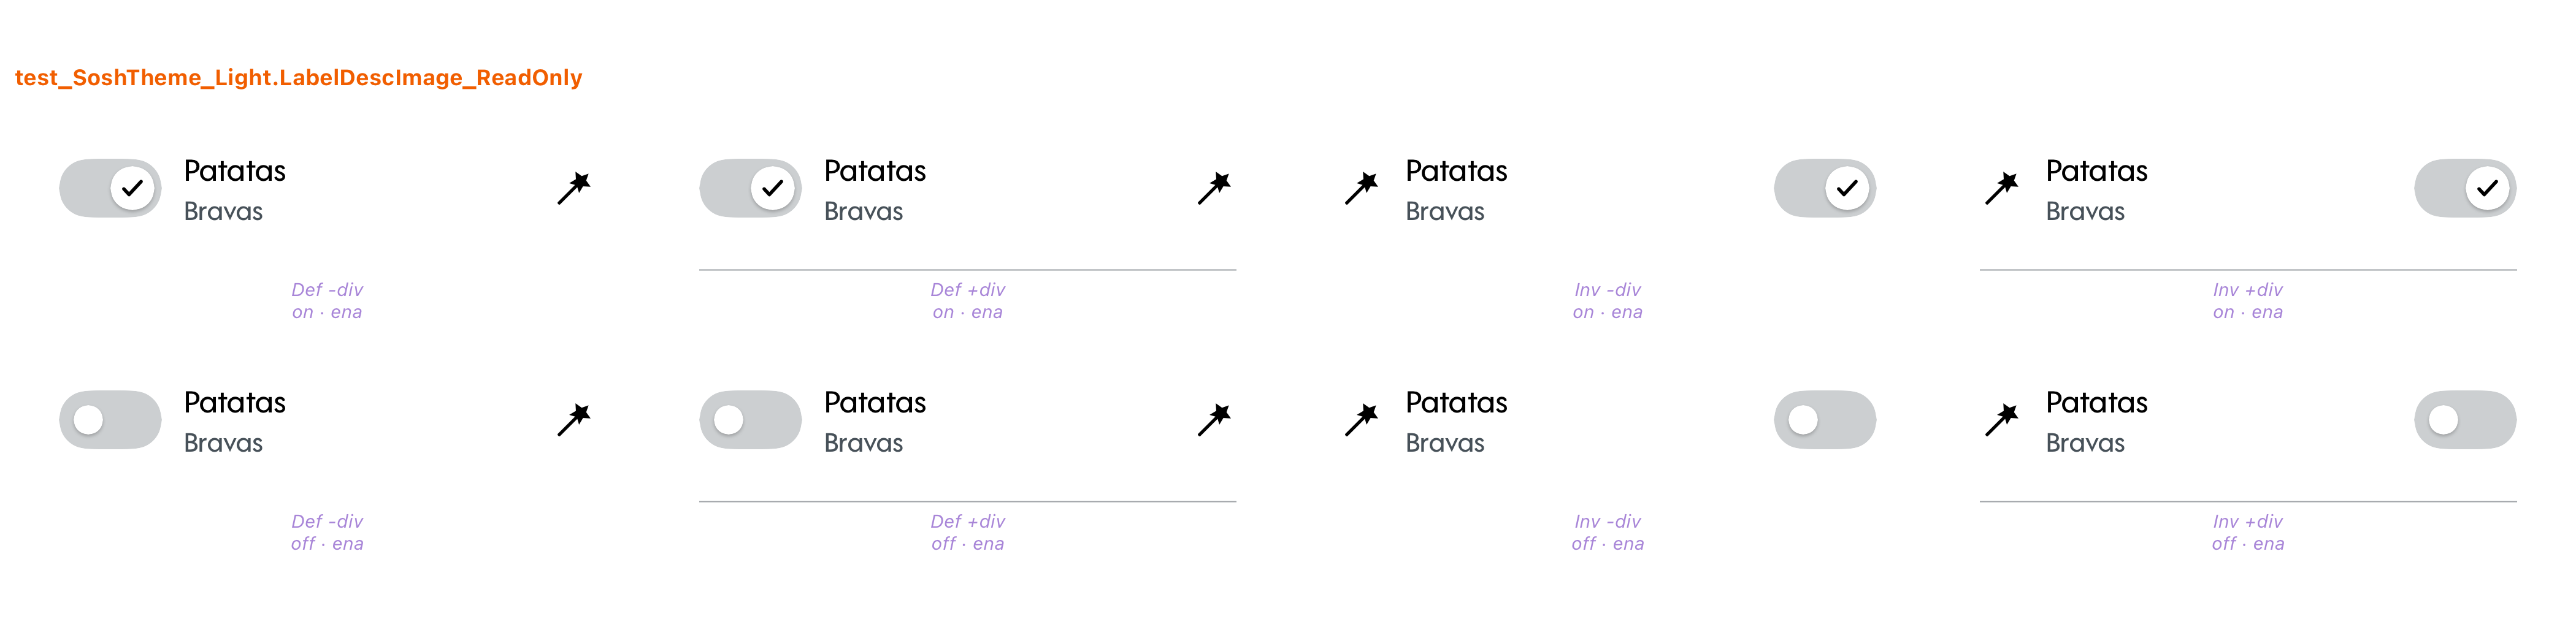 test_SoshTheme_Light.LabelDescImage_ReadOnly
Patatas
Bravas
Def -div
on · ena
Patatas
Bravas
Def +div
on · ena
Patatas
Bravas
Inv -div
on · ena
Patatas
Bravas
Inv +div
on · ena
Patatas
Bravas
Def -div
off · ena
Patatas
Bravas
Def +div
off · ena
Patatas
Bravas
Inv -div
off · ena
Patatas
Bravas
Inv +div
off · ena